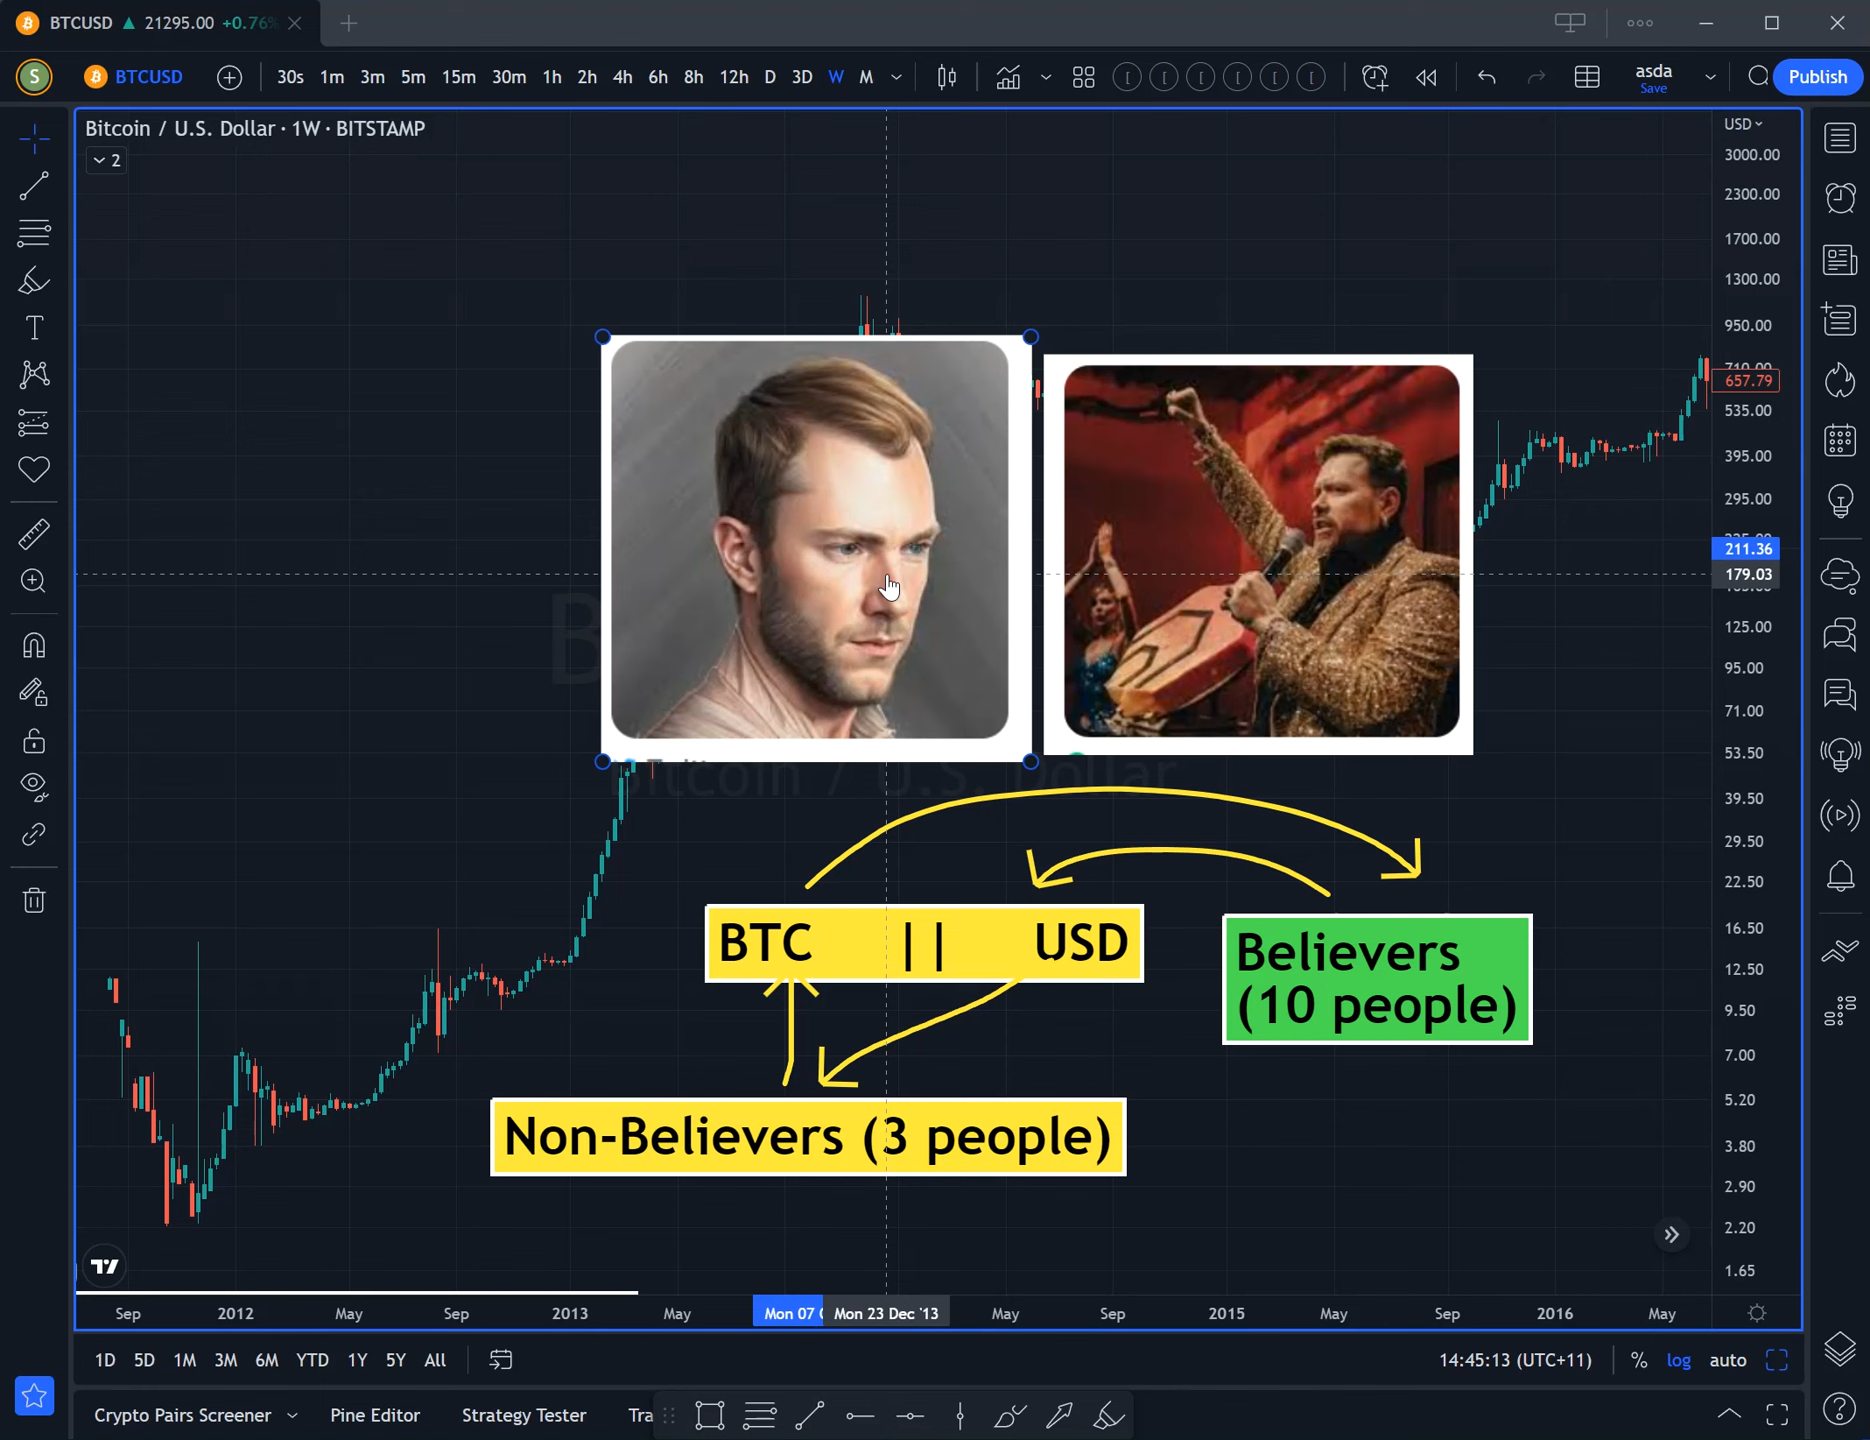 BTCUSD ▲ 21295.00 +0.76%
S BTCUSD 30s 1m 3m 5m 15m 30m 1h 2h 4h 6h 8h 12h D 3D W M asda Publish
Save
Bitcoin / U.S. Dollar · 1W · BITSTAMP
2
USD
3000.00
2300.00
1700.00
1300.00
950.00
710.00
657.79
535.00
395.00
295.00
211.36
179.03
125.00
95.00
71.00
53.50
Bitcoin / U.S. Dollar
39.50
29.50
22.50
16.50
BTC || USD
Believers
(10 people)
12.50
9.50
7.00
5.20
Non-Believers (3 people)
3.80
2.90
2.20
1.65
Sep 2012 May Sep 2013 May Mon 07 Mon 23 Dec '13 May Sep 2015 May Sep 2016 May
1D 5D 1M 3M 6M YTD 1Y 5Y All 14:45:13 (UTC+11) % log auto
Crypto Pairs Screener Pine Editor Strategy Tester Tra